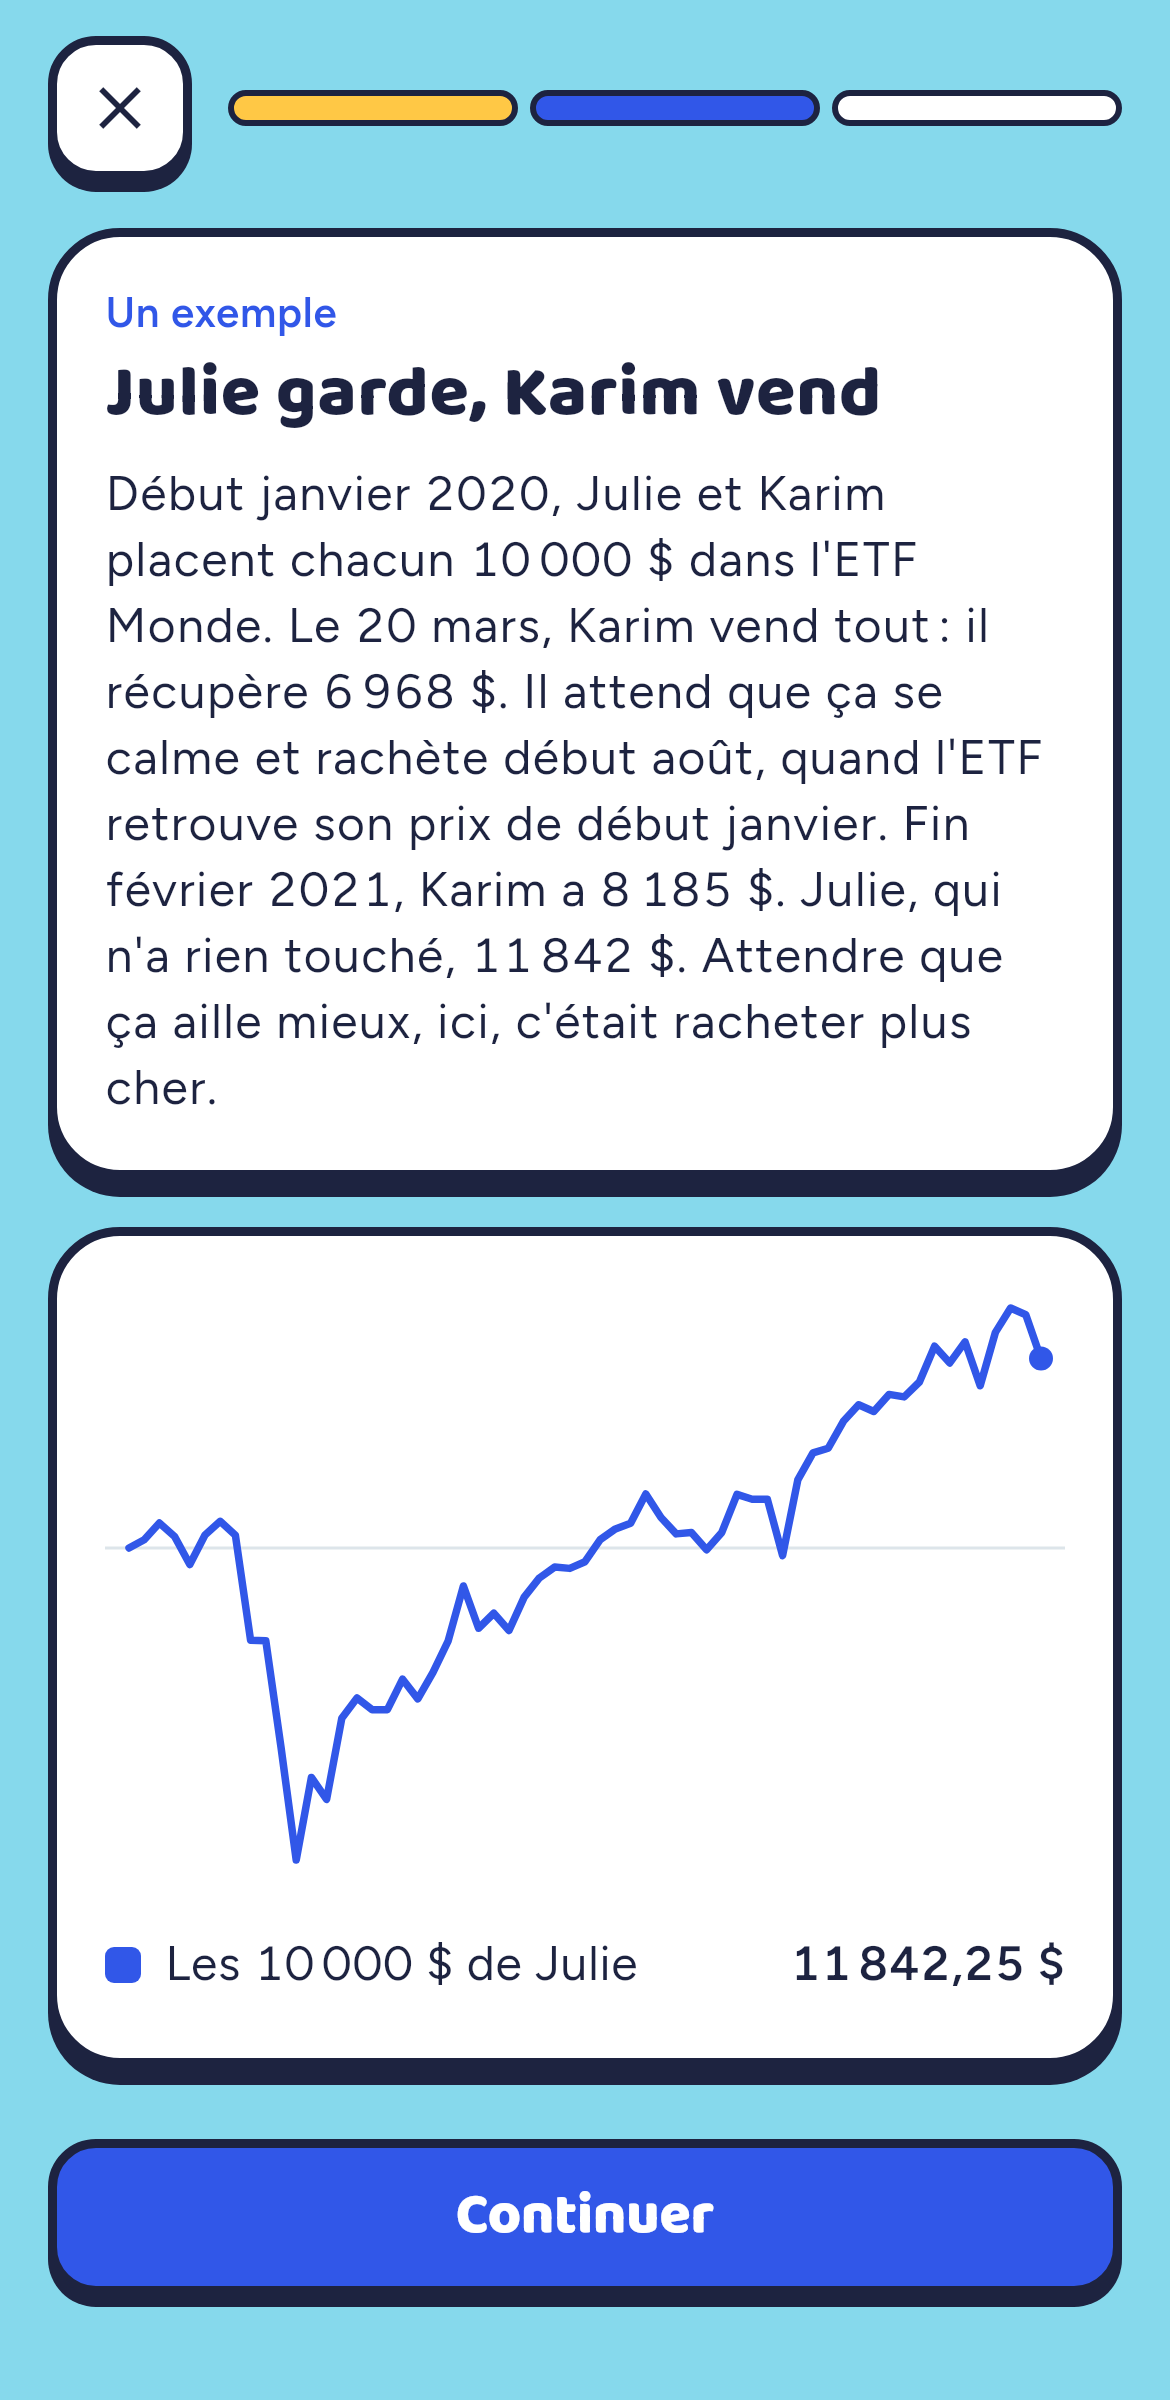 Un exemple
Julie garde, Karim vend
Début janvier 2020, Julie et Karim
placent chacun 10 000 $ dans l'ETF
Monde. Le 20 mars, Karim vend tout : il
récupère 6 968 $. Il attend que ça se
calme et rachète début août, quand l'ETF
retrouve son prix de début janvier. Fin
février 2021, Karim a 8 185 $. Julie, qui
n'a rien touché, 11 842 $. Attendre que
ça aille mieux, ici, c'était racheter plus
cher.
Les 10 000 $ de Julie 11 842,25 $
Continuer